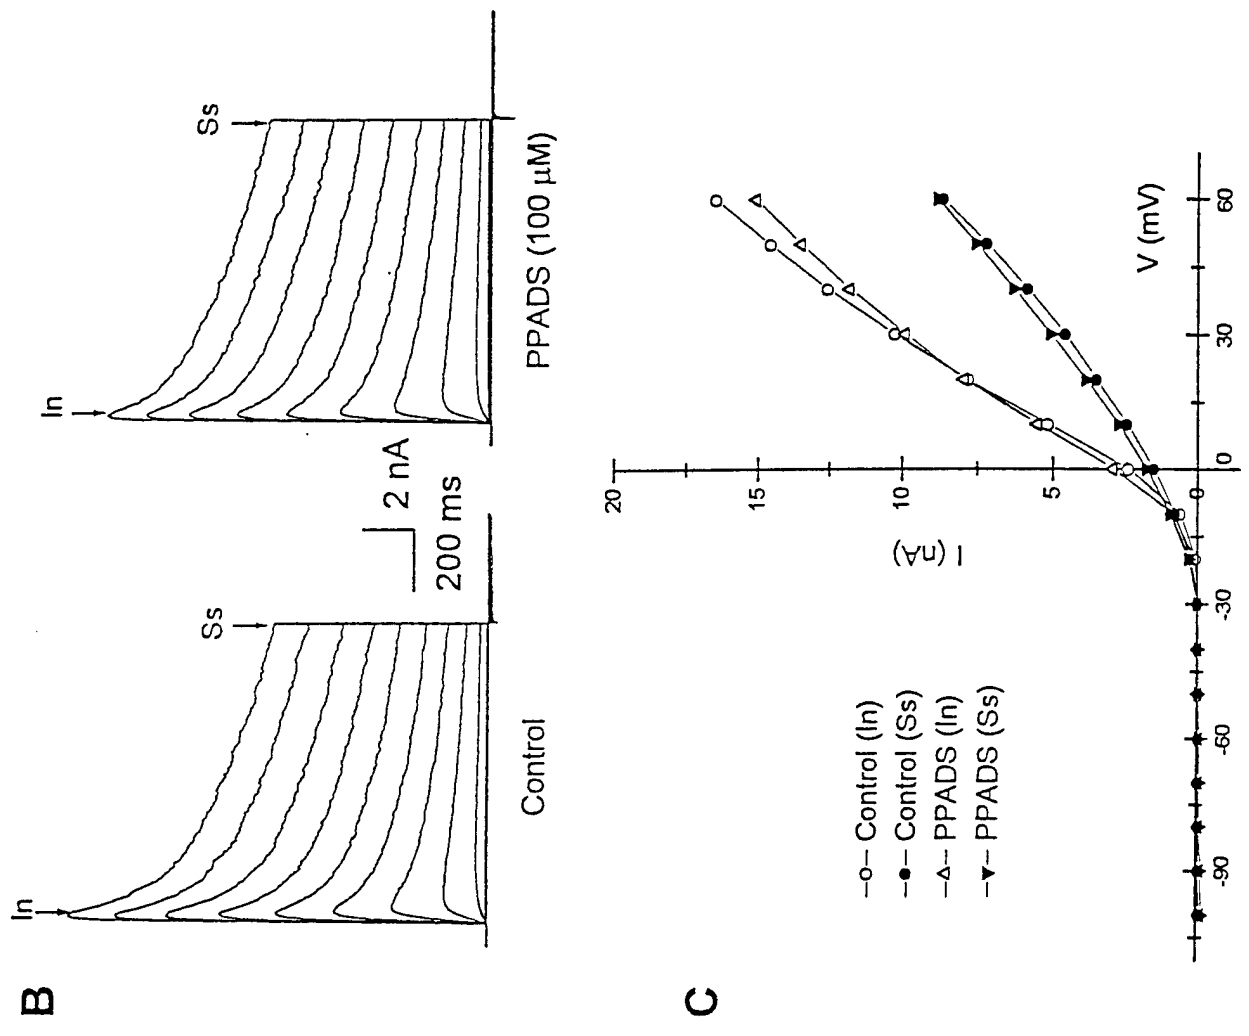 B
In
Ss
Control
2 nA
200 ms
In
Ss
PPADS (100 μM)
C
20
15
10
5
0
I (nA)
-90
-60
-30
0
30
60
V (mV)
Control (In)
Control (Ss)
PPADS (In)
PPADS (Ss)